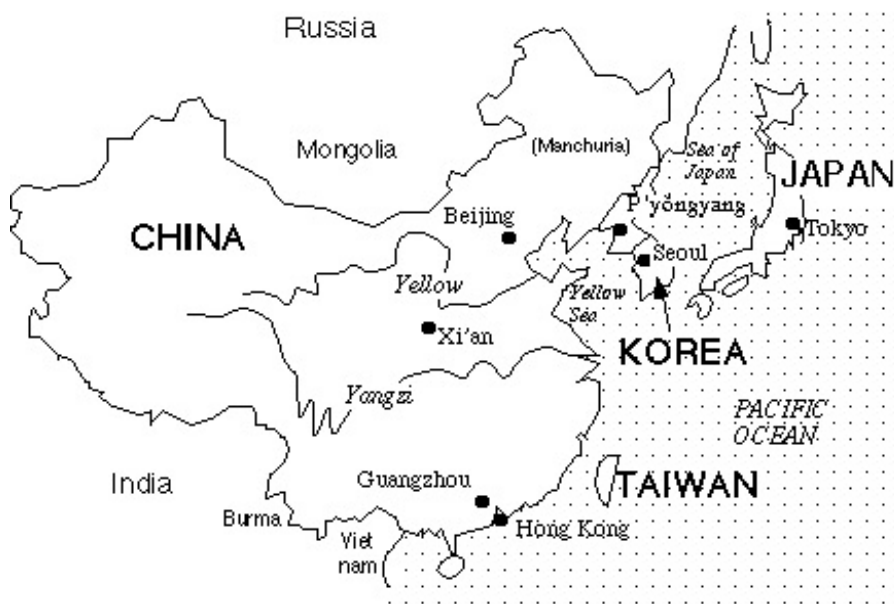 Russia
Mongolia
(Manchuria)
Sea of
Japan
JAPAN
P'yŏngyang
Beijing
Tokyo
CHINA
Seoul
Yellow
Yellow
Sea
Xi'an
KOREA
Yangzi
PACIFIC
OCEAN
India
Guangzhou
TAIWAN
Burma
Viet
nam
Hong Kong